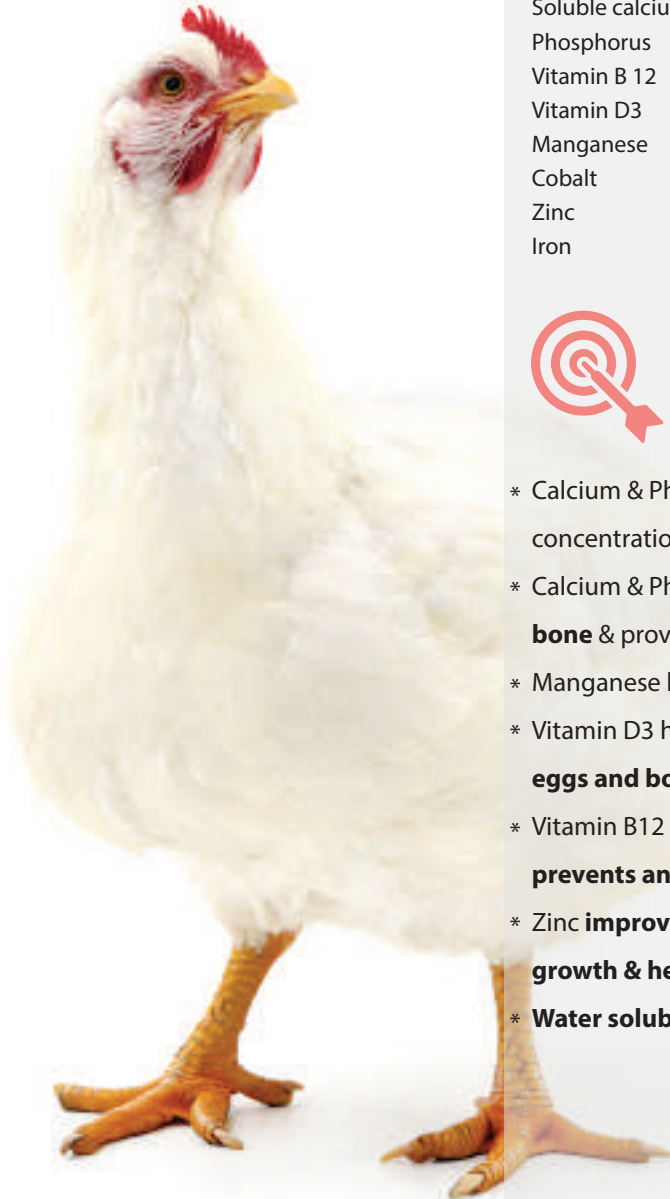 Soluble calciu
Phosphorus
Vitamin B 12
Vitamin D3
Manganese
Cobalt
Zinc
Iron
* Calcium & Ph
concentratio
* Calcium & Ph
bone & prov
* Manganese
* Vitamin D3 h
eggs and bo
* Vitamin B12
prevents an
* Zinc improv
growth & he
* Water solub